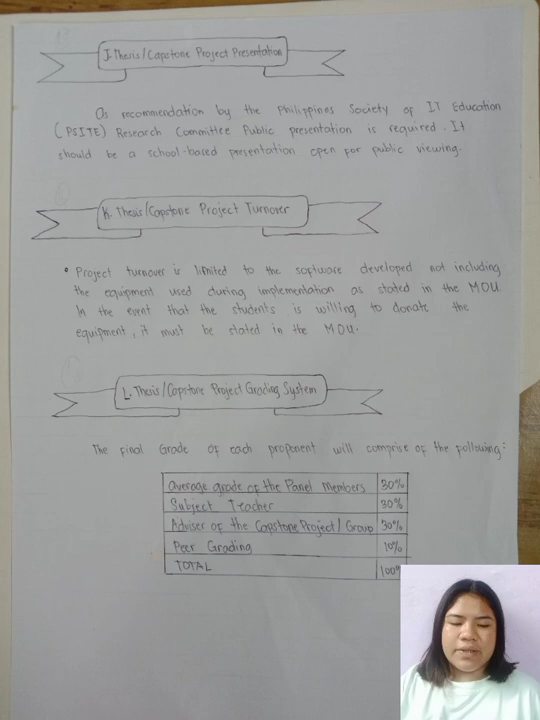 J. Thesis/Capstone Project Presentation
As recommendation by the Philippines Society of IT Education
(PSITE) Research Committee Public presentation is required. It
should be a school-based presentation open for public viewing.
K. Thesis/Capstone Project Turnover
• Project turnover is limited to the software developed not including
the equipment used during implementation as stated in the MOU
In the event that the students is willing to donate the
equipment, it must be stated in the MOU.
L. Thesis/Capstone Project Grading System
The final Grade of each proponent will comprise of the following:
Average grade of the Panel Members 30%
Subject Teacher 30%
Adviser of the Capstone Project/Group 30%
Peer Grading 10%
TOTAL 100%